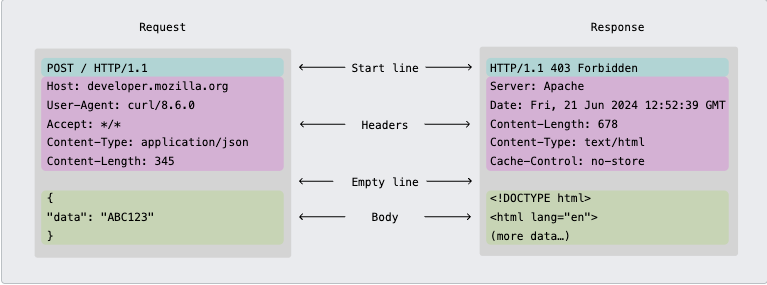 Request
POST / HTTP/1.1
Host: developer.mozilla.org
User-Agent: curl/8.6.0
Accept: */*
Content-Type: application/json
Content-Length: 345
{
"data": "ABC123"
}
Start line
Headers
Empty line
Body
Response
HTTP/1.1 403 Forbidden
Server: Apache
Date: Fri, 21 Jun 2024 12:52:39 GMT
Content-Length: 678
Content-Type: text/html
Cache-Control: no-store
<!DOCTYPE html>
<html lang="en">
(more data…)